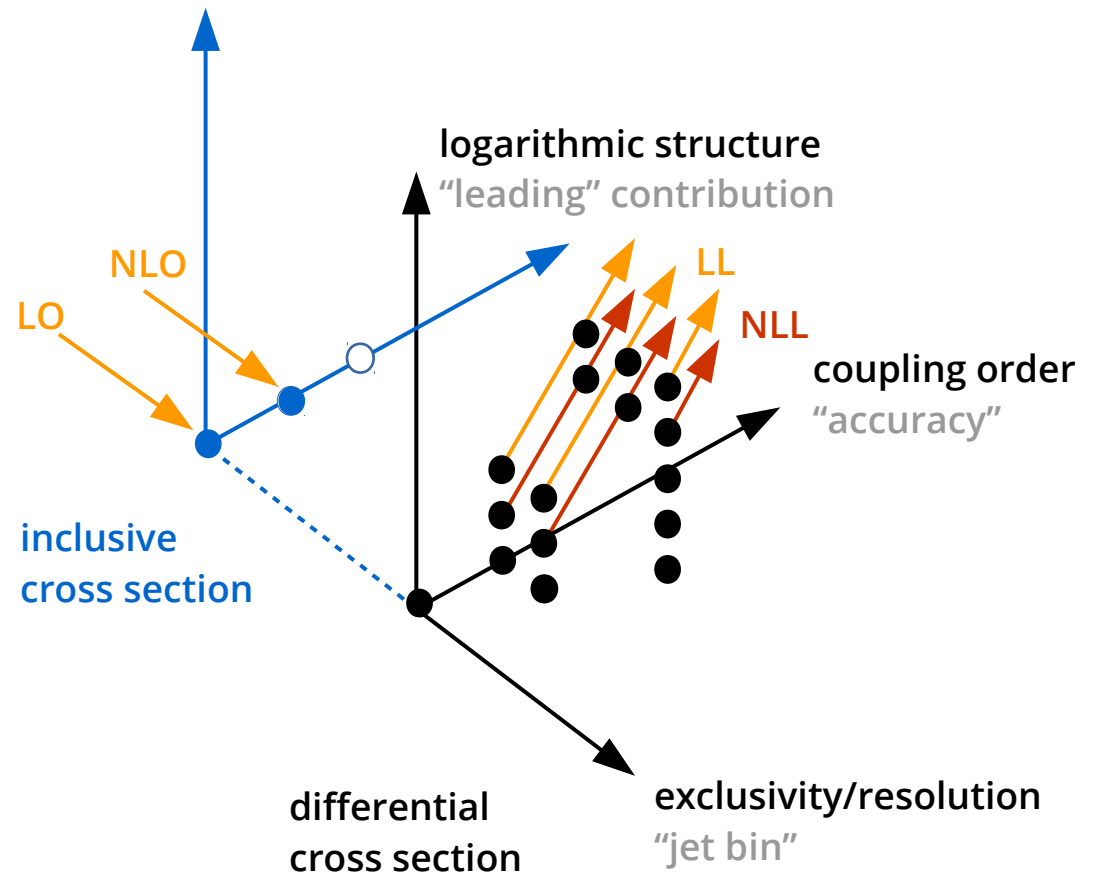 logarithmic structure
“leading” contribution
NLO
LL
LO
NLL
coupling order
“accuracy”
inclusive
cross section
differential
cross section
exclusivity/resolution
“jet bin”